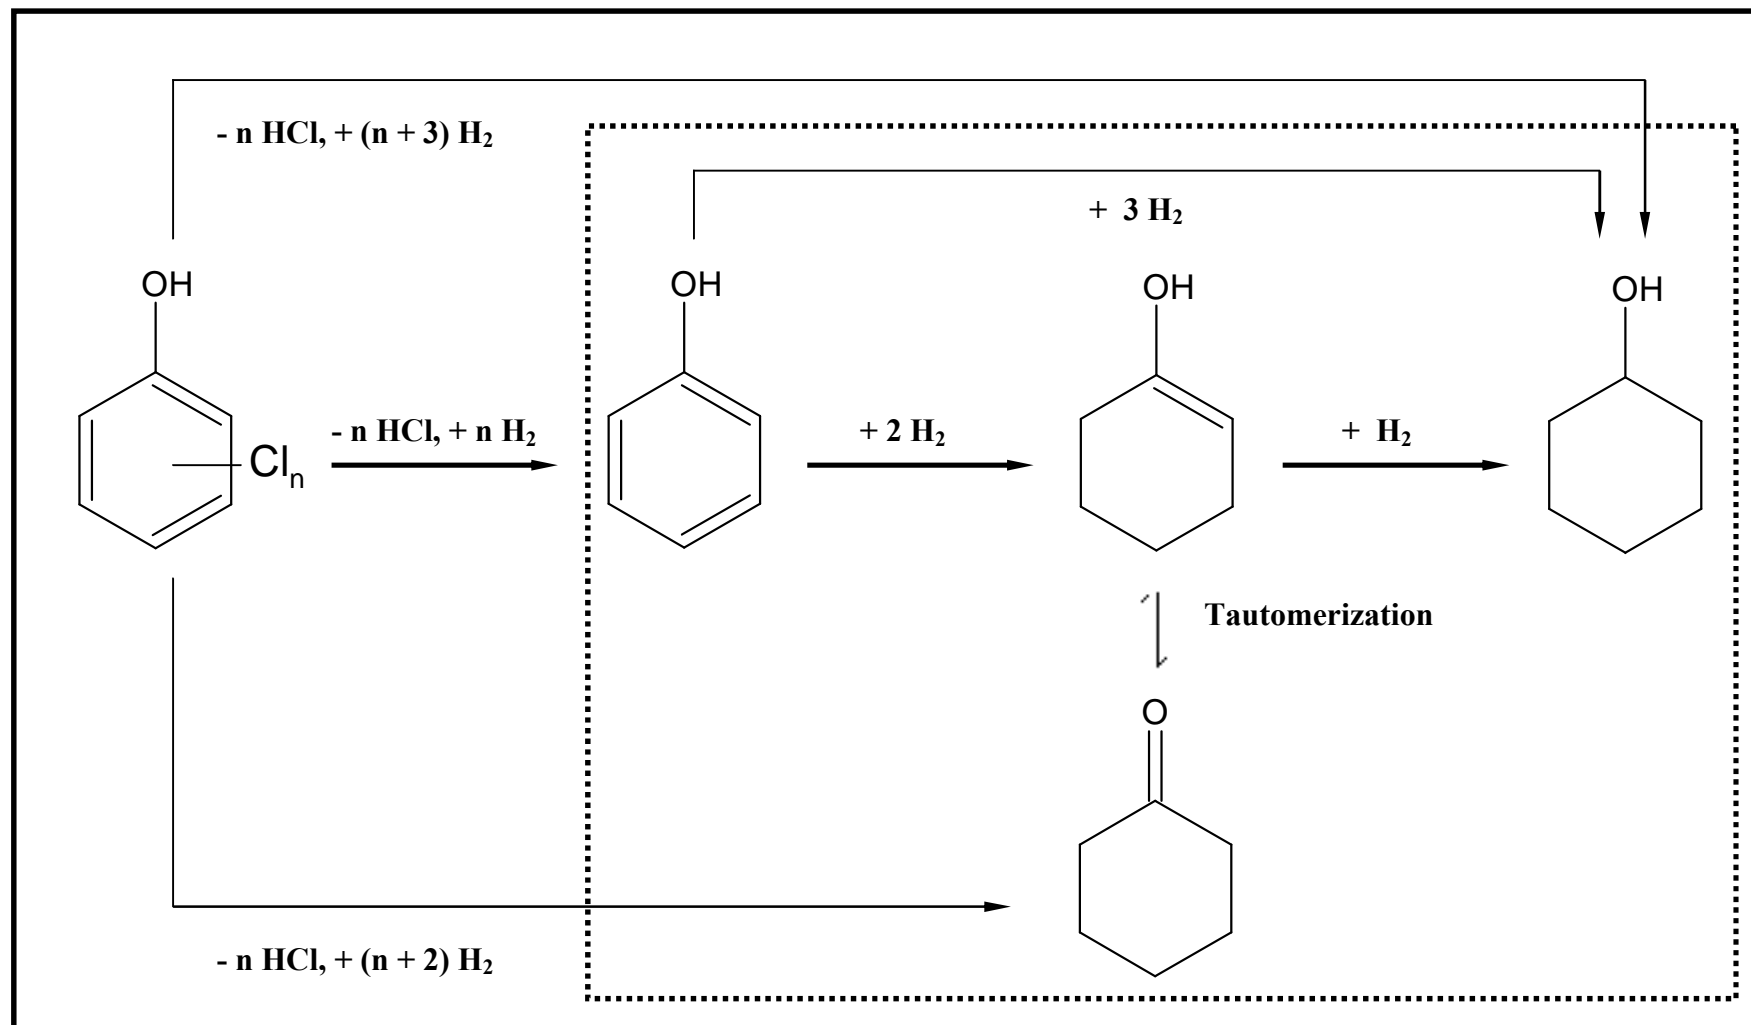 - n HCl, + (n + 3) H₂
+ 3 H₂
OH
OH
OH
OH
- n HCl, + n H₂
+ 2 H₂
+ H₂
Clₙ
Tautomerization
O
- n HCl, + (n + 2) H₂